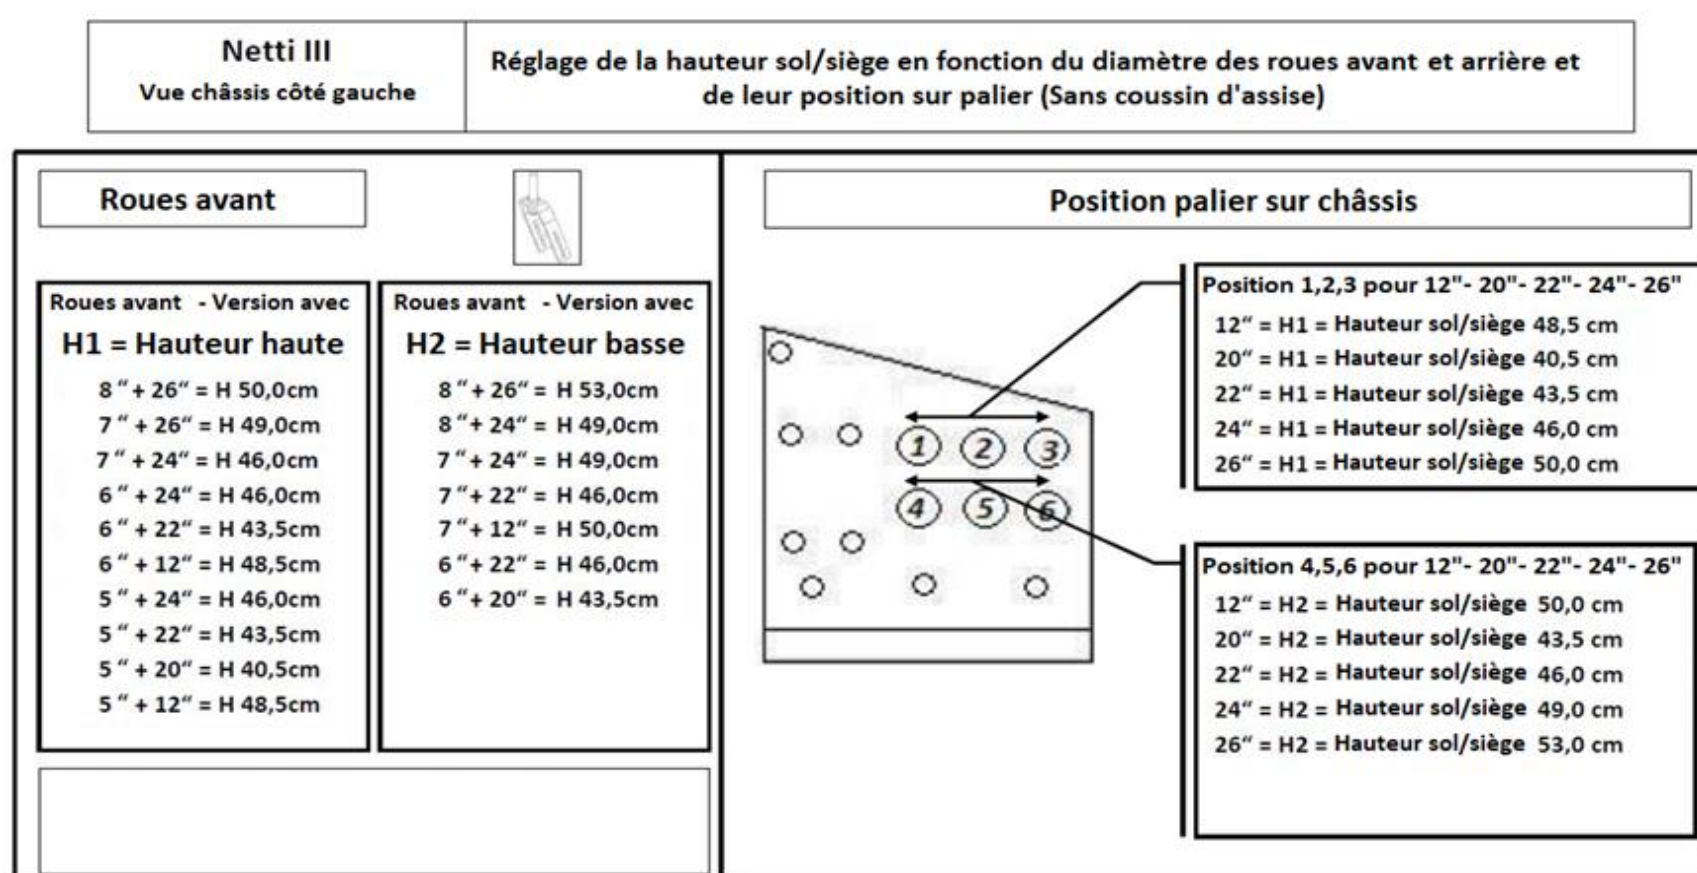 Netti III
Vue châssis côté gauche
Réglage de la hauteur sol/siège en fonction du diamètre des roues avant et arrière et
de leur position sur palier (Sans coussin d'assise)
Roues avant
Roues avant - Version avec
H1 = Hauteur haute
8 “ + 26“ = H 50,0cm
7 “ + 26“ = H 49,0cm
7 “ + 24“ = H 46,0cm
6 “ + 24“ = H 46,0cm
6 “ + 22“ = H 43,5cm
6 “ + 12“ = H 48,5cm
5 “ + 24“ = H 46,0cm
5 “ + 22“ = H 43,5cm
5 “ + 20“ = H 40,5cm
5 “ + 12“ = H 48,5cm
Roues avant - Version avec
H2 = Hauteur basse
8 “ + 26“ = H 53,0cm
8 “+ 24“ = H 49,0cm
7 “+ 24“ = H 49,0cm
7 “+ 22“ = H 46,0cm
7 “+ 12“ = H 50,0cm
6 “+ 22“ = H 46,0cm
6 “+ 20“ = H 43,5cm
Position palier sur châssis
1 2 3
4 5 6
Position 1,2,3 pour 12"- 20"- 22"- 24"- 26"
12“ = H1 = Hauteur sol/siège 48,5 cm
20“ = H1 = Hauteur sol/siège 40,5 cm
22“ = H1 = Hauteur sol/siège 43,5 cm
24“ = H1 = Hauteur sol/siège 46,0 cm
26“ = H1 = Hauteur sol/siège 50,0 cm
Position 4,5,6 pour 12"- 20"- 22"- 24"- 26"
12“ = H2 = Hauteur sol/siège 50,0 cm
20“ = H2 = Hauteur sol/siège 43,5 cm
22“ = H2 = Hauteur sol/siège 46,0 cm
24“ = H2 = Hauteur sol/siège 49,0 cm
26“ = H2 = Hauteur sol/siège 53,0 cm